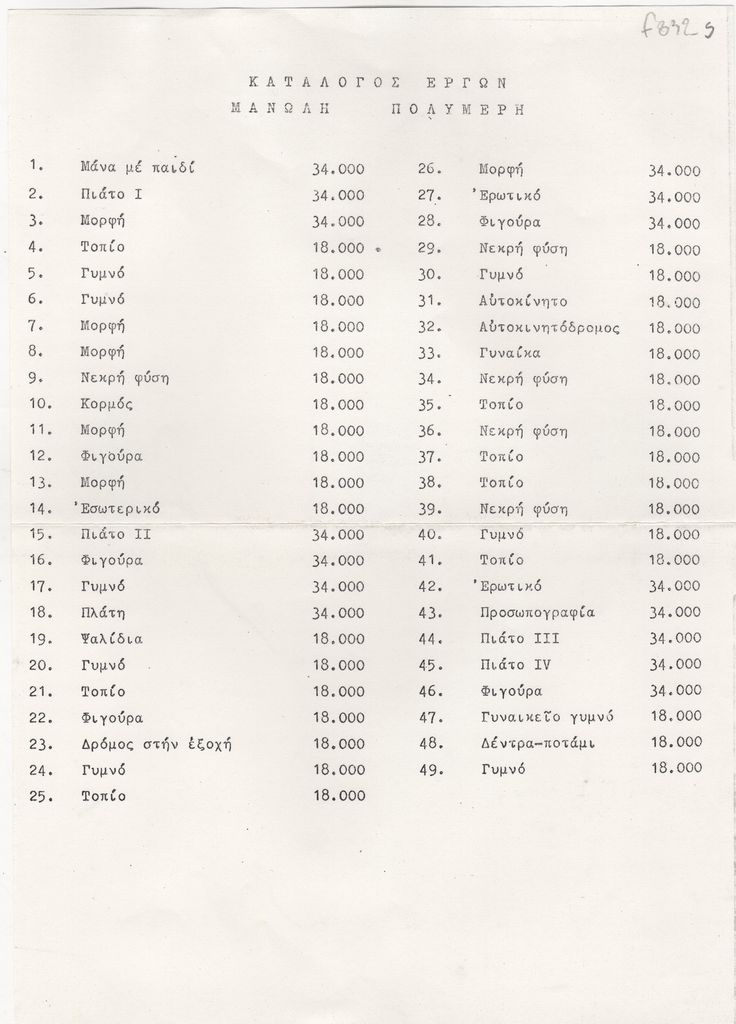 f832 s
ΚΑΤΑΛΟΓΟΣ ΕΡΓΩΝ
ΜΑΝΩΛΗ ΠΟΛΥΜΕΡΗ
1. Μάνα μέ παιδί 34.000
2. Πιάτο Ι 34.000
3. Μορφή 34.000
4. Τοπίο 18.000
5. Γυμνό 18.000
6. Γυμνό 18.000
7. Μορφή 18.000
8. Μορφή 18.000
9. Νεκρή φύση 18.000
10. Κορμός 18.000
11. Μορφή 18.000
12. Φιγούρα 18.000
13. Μορφή 18.000
14. Ἐσωτερικό 18.000
15. Πιάτο ΙΙ 34.000
16. Φιγούρα 34.000
17. Γυμνό 34.000
18. Πλάτη 34.000
19. Ψαλίδια 18.000
20. Γυμνό 18.000
21. Τοπίο 18.000
22. Φιγούρα 18.000
23. Δρόμος στήν ἐξοχή 18.000
24. Γυμνό 18.000
25. Τοπίο 18.000
26. Μορφή 34.000
27. Ἐρωτικό 34.000
28. Φιγούρα 34.000
29. Νεκρή φύση 18.000
30. Γυμνό 18.000
31. Αὐτοκίνητο 18.000
32. Αὐτοκινητόδρομος 18.000
33. Γυναίκα 18.000
34. Νεκρή φύση 18.000
35. Τοπίο 18.000
36. Νεκρή φύση 18.000
37. Τοπίο 18.000
38. Τοπίο 18.000
39. Νεκρή φύση 18.000
40. Γυμνό 18.000
41. Τοπίο 18.000
42. Ἐρωτικό 34.000
43. Προσωπογραφία 34.000
44. Πιάτο ΙΙΙ 34.000
45. Πιάτο IV 34.000
46. Φιγούρα 34.000
47. Γυναικεῖο γυμνό 18.000
48. Δέντρα-ποτάμι 18.000
49. Γυμνό 18.000